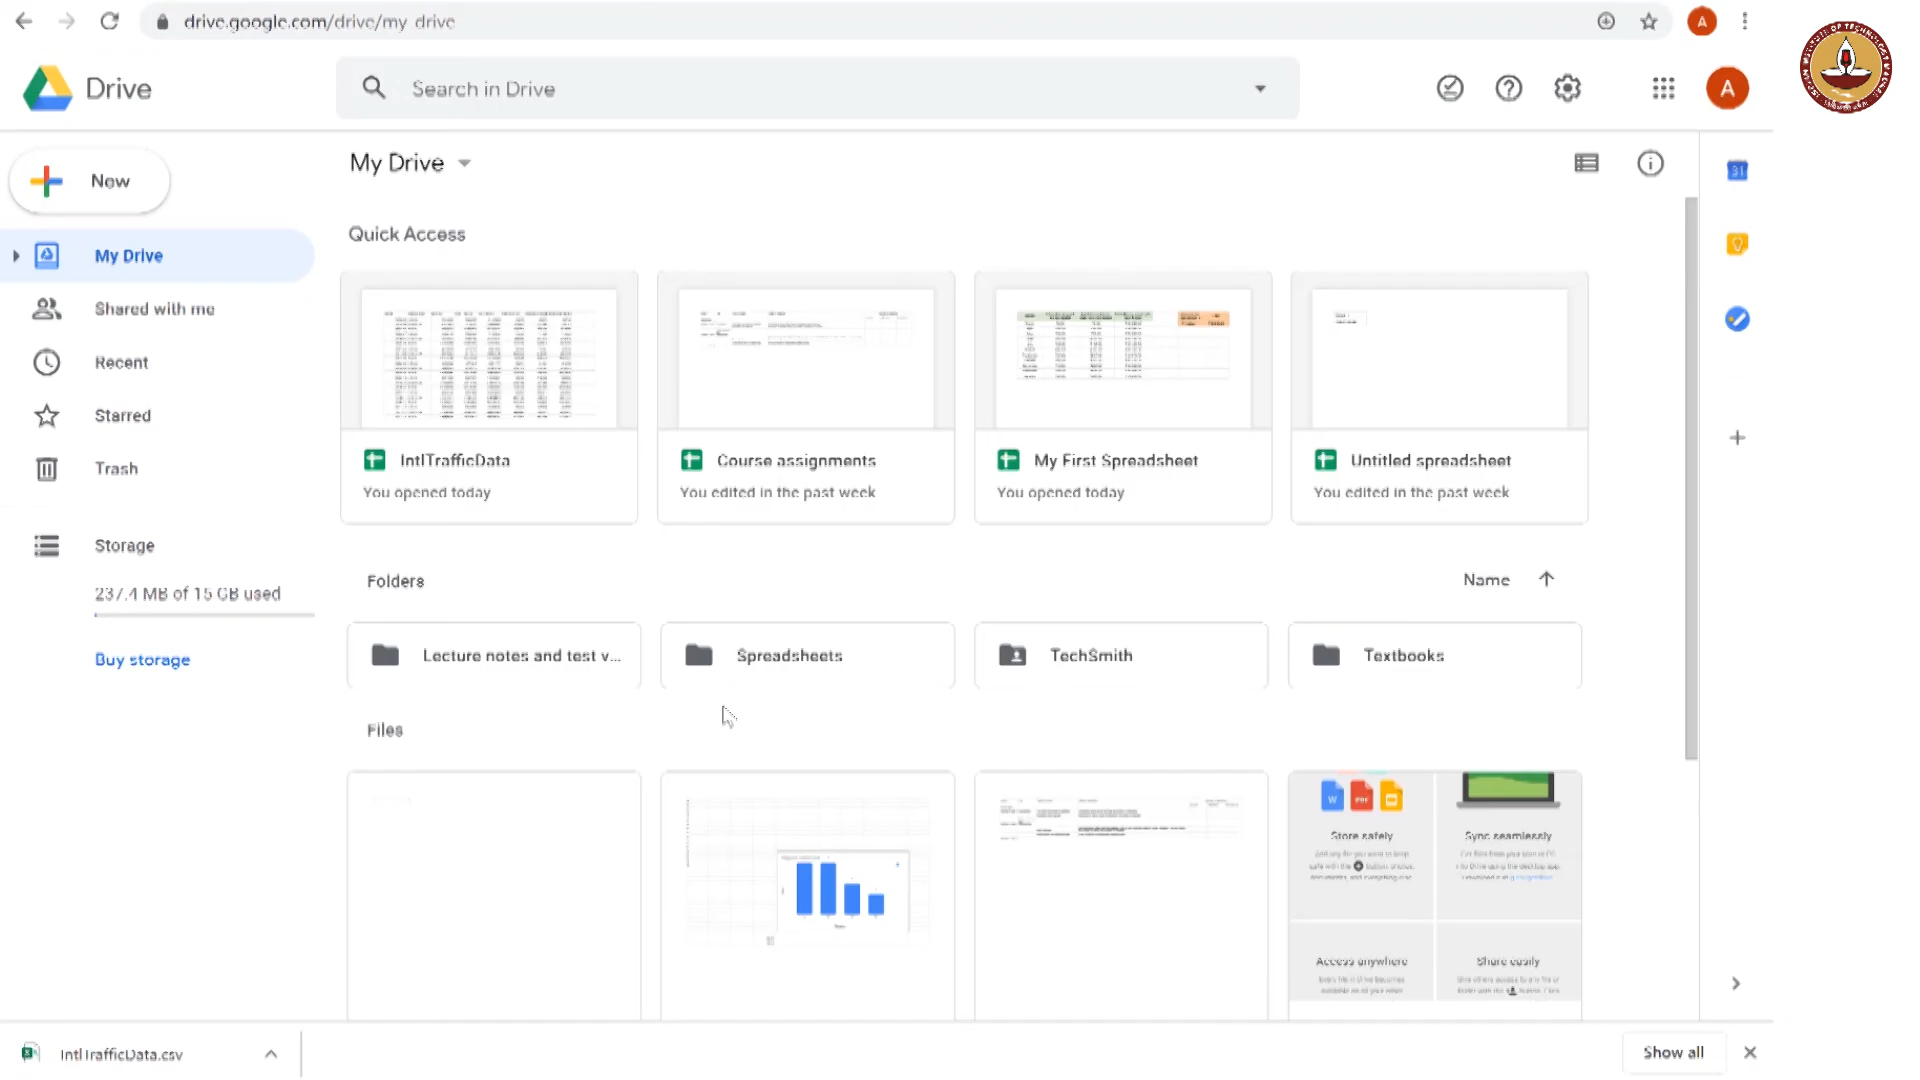 drive.google.com/drive/my-drive
A
Drive
Search in Drive
A
New
My Drive
31
Quick Access
My Drive
Shared with me
Recent
Starred
Trash
IntlTrafficData
Course assignments
My First Spreadsheet
Untitled spreadsheet
You opened today
You edited in the past week
You opened today
You edited in the past week
Storage
237.4 MB of 15 GB used
Buy storage
Folders
Name
Lecture notes and test v...
Spreadsheets
TechSmith
Textbooks
Files
W
PDF
Store safely
Sync seamlessly
Access anywhere
Share easily
IntlTrafficData.csv
Show all